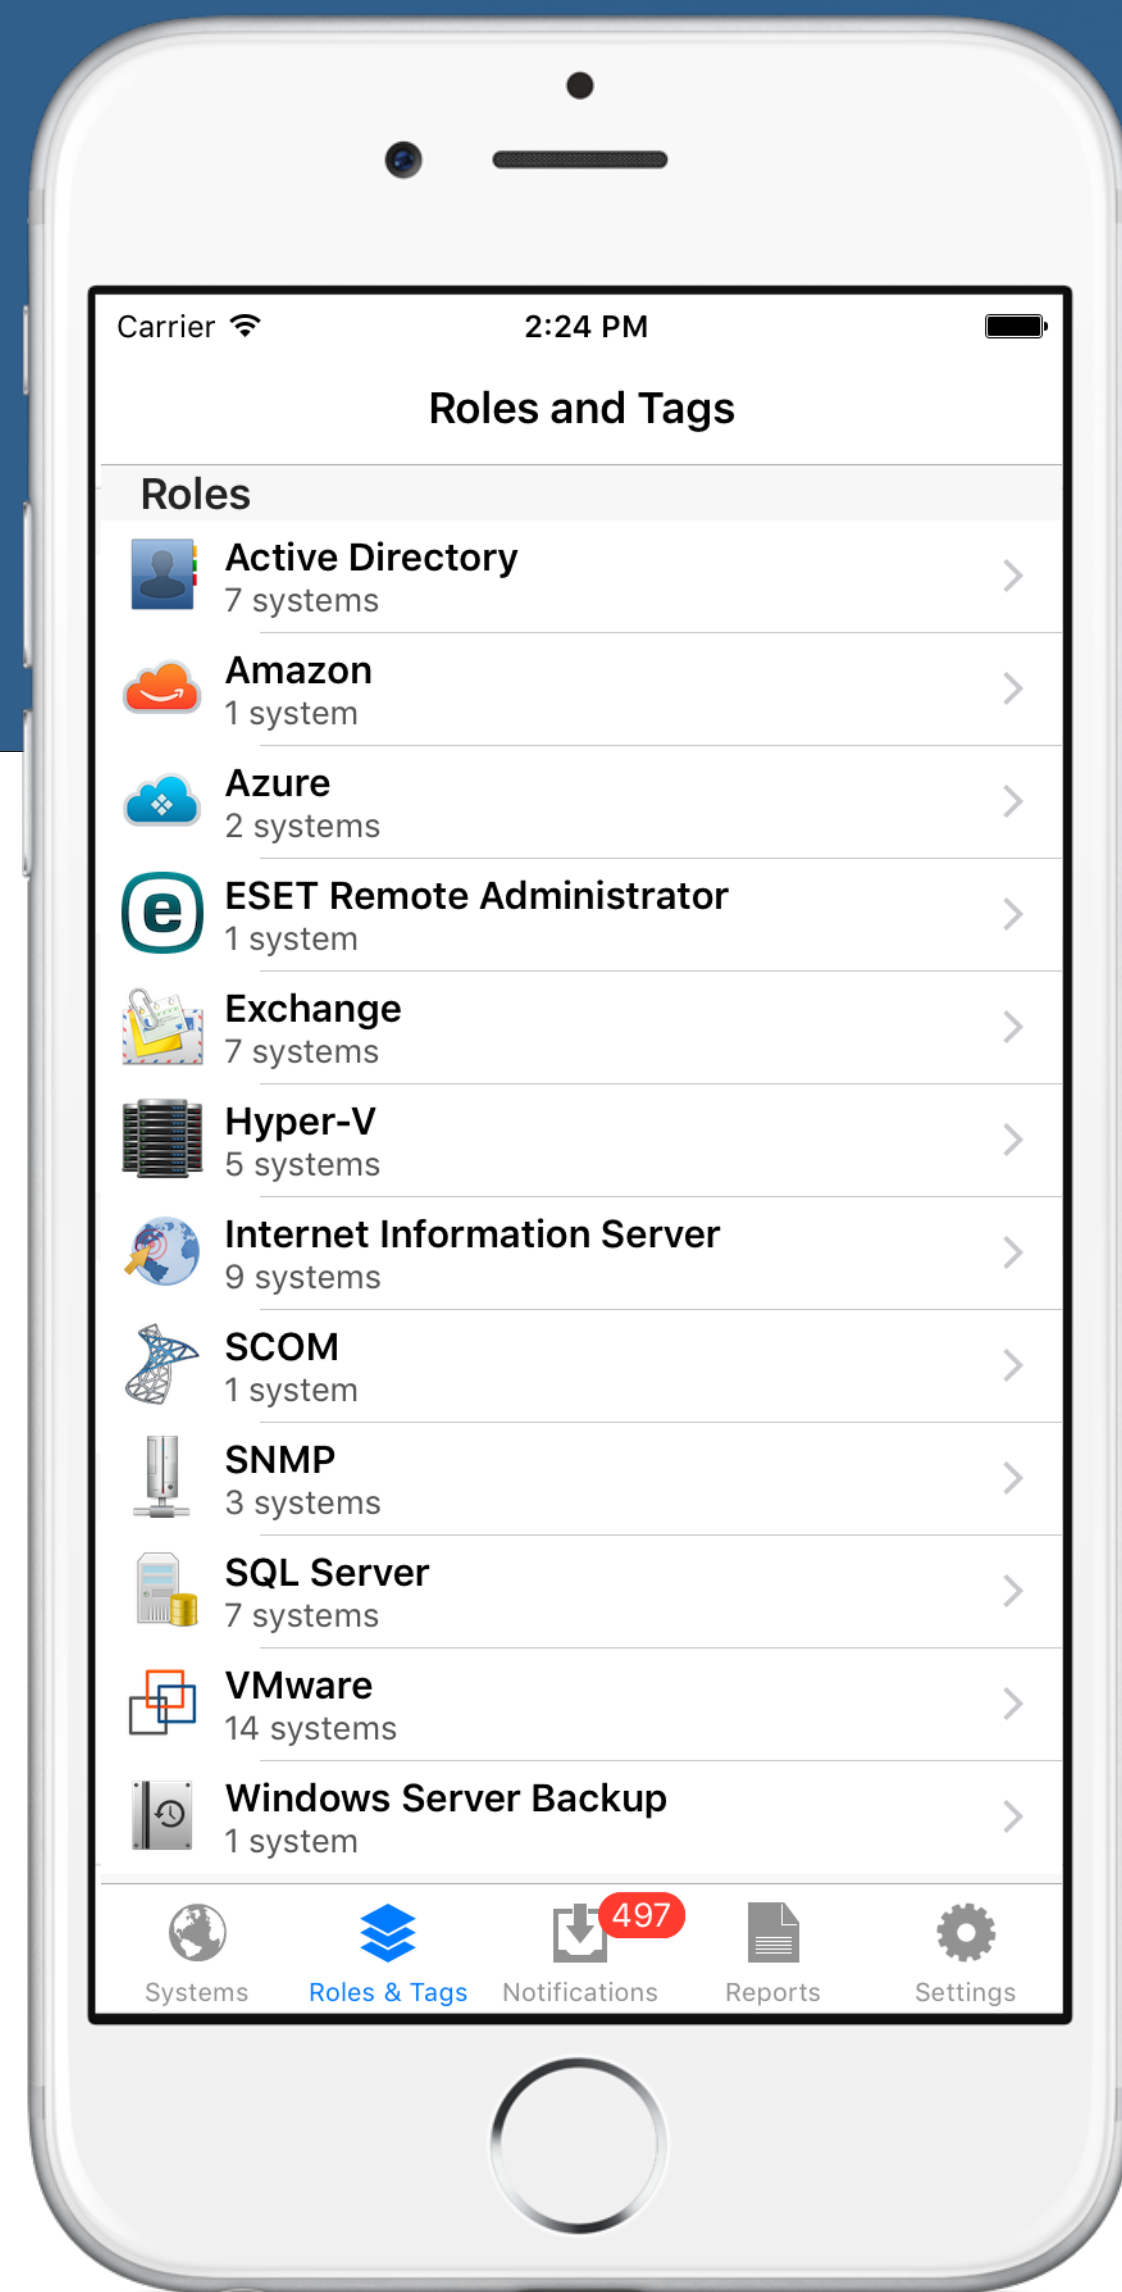 Carrier 2:24 PM
Roles and Tags
Roles
Active Directory
7 systems
Amazon
1 system
Azure
2 systems
ESET Remote Administrator
1 system
Exchange
7 systems
Hyper-V
5 systems
Internet Information Server
9 systems
SCOM
1 system
SNMP
3 systems
SQL Server
7 systems
VMware
14 systems
Windows Server Backup
1 system
497
Systems Roles & Tags Notifications Reports Settings